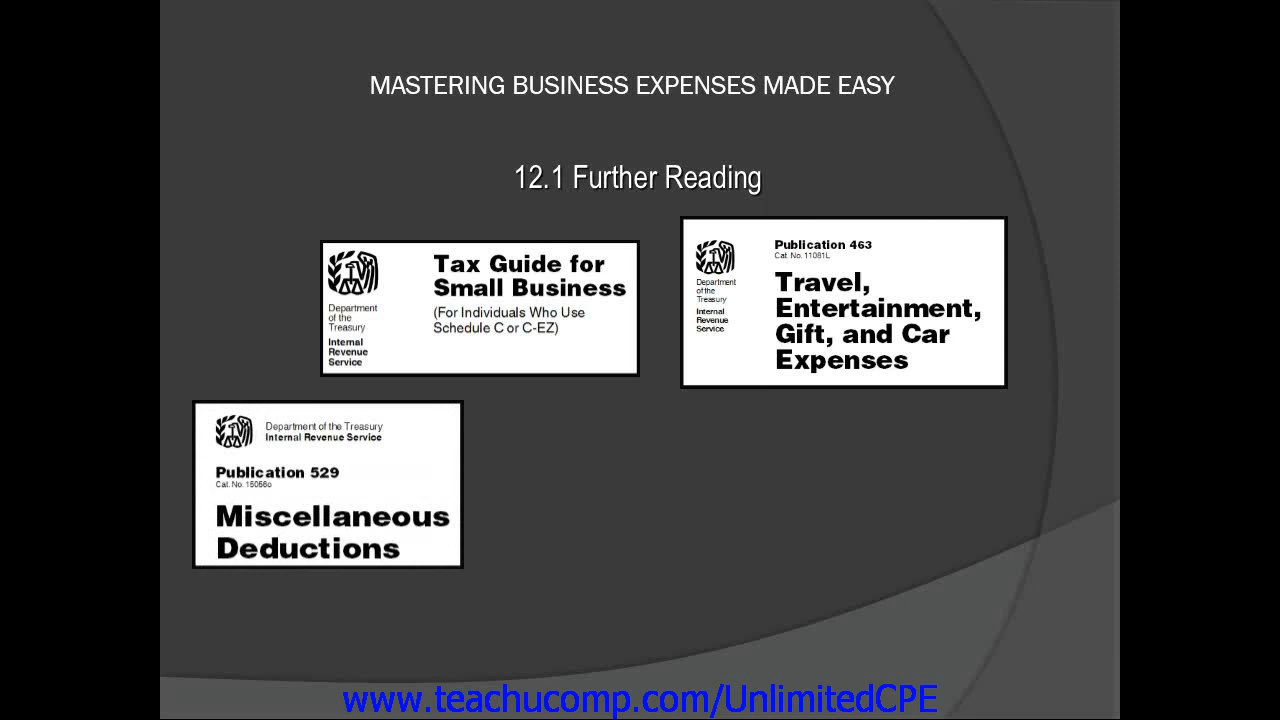 MASTERING BUSINESS EXPENSES MADE EASY
12.1 Further Reading
Department
of the
Treasury
Internal
Revenue
Service
Tax Guide for
Small Business
(For Individuals Who Use
Schedule C or C-EZ)
Department
of the
Treasury
Internal
Revenue
Service
Publication 463
Cat. No. 11081L
Travel,
Entertainment,
Gift, and Car
Expenses
Department of the Treasury
Internal Revenue Service
Publication 529
Cat. No. 15056o
Miscellaneous
Deductions
www.teachucomp.com/UnlimitedCPE